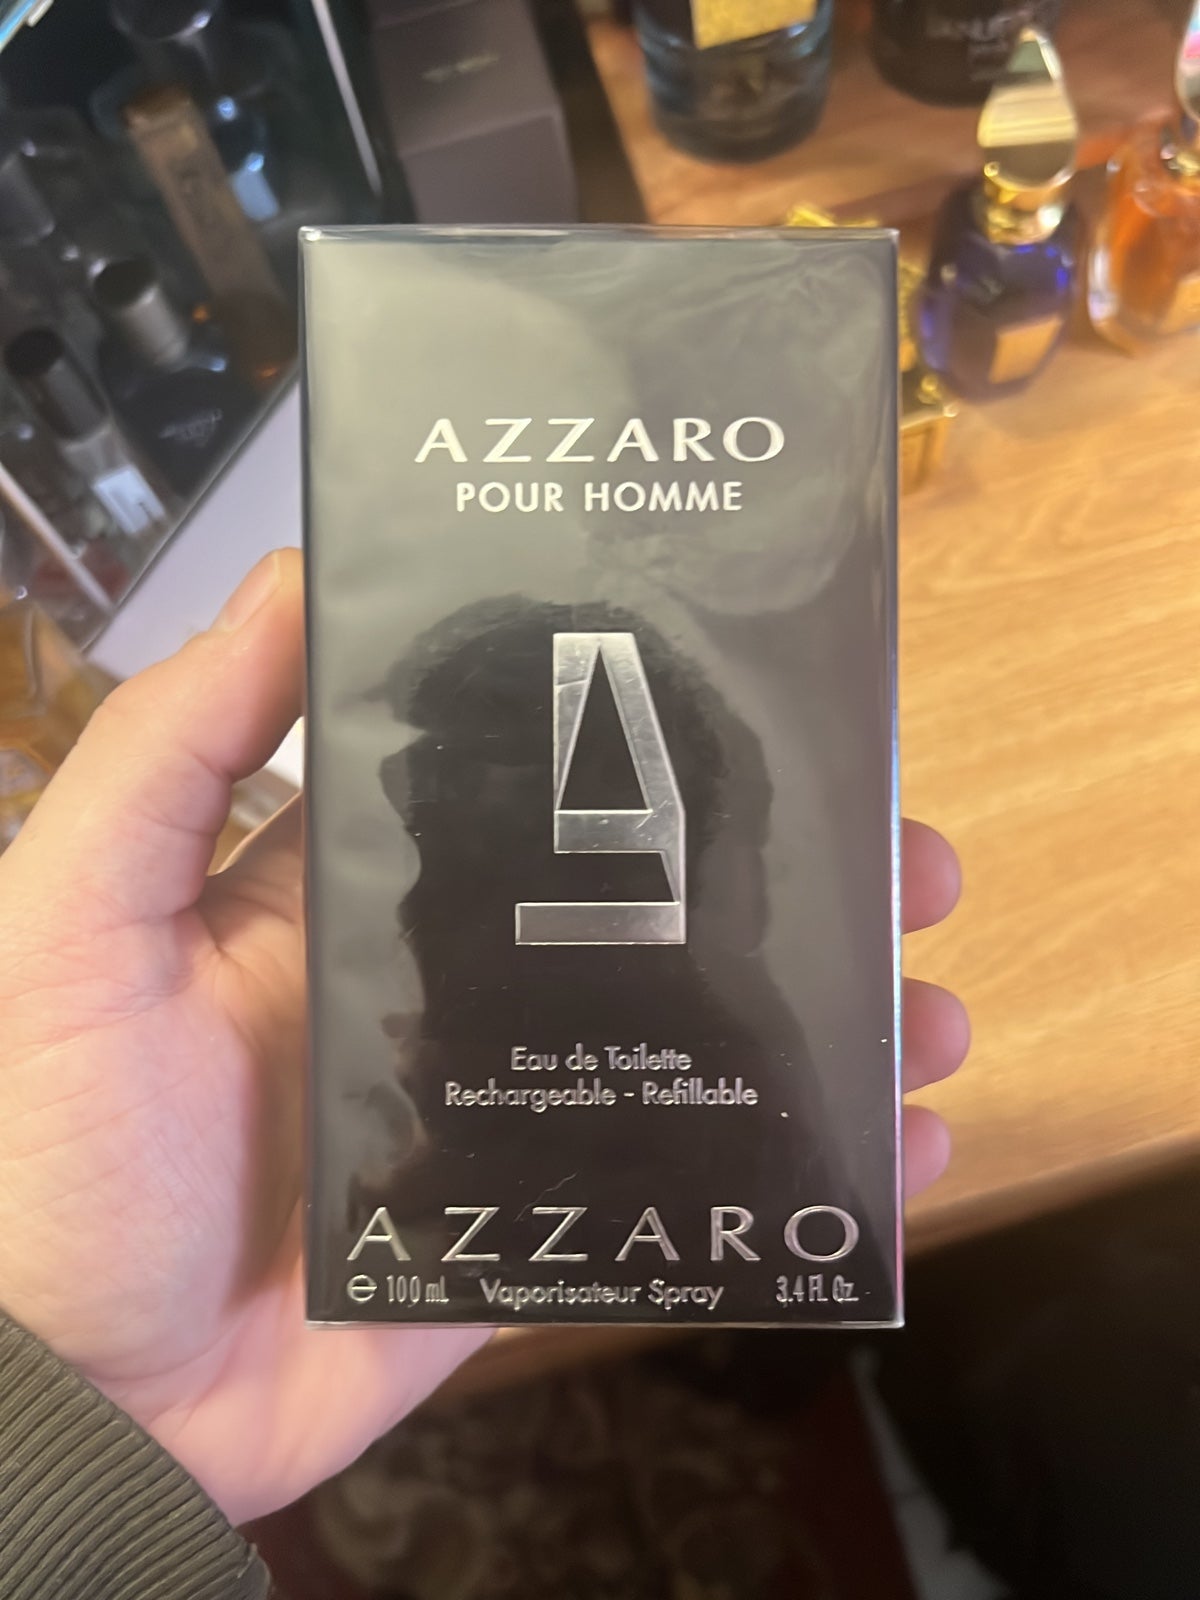 AZZARO
POUR HOMME
Eau de Toilette
Rechargeable - Refillable
AZZARO
℮ 100 mL Vaporisateur Spray 3.4 Fl. Oz.